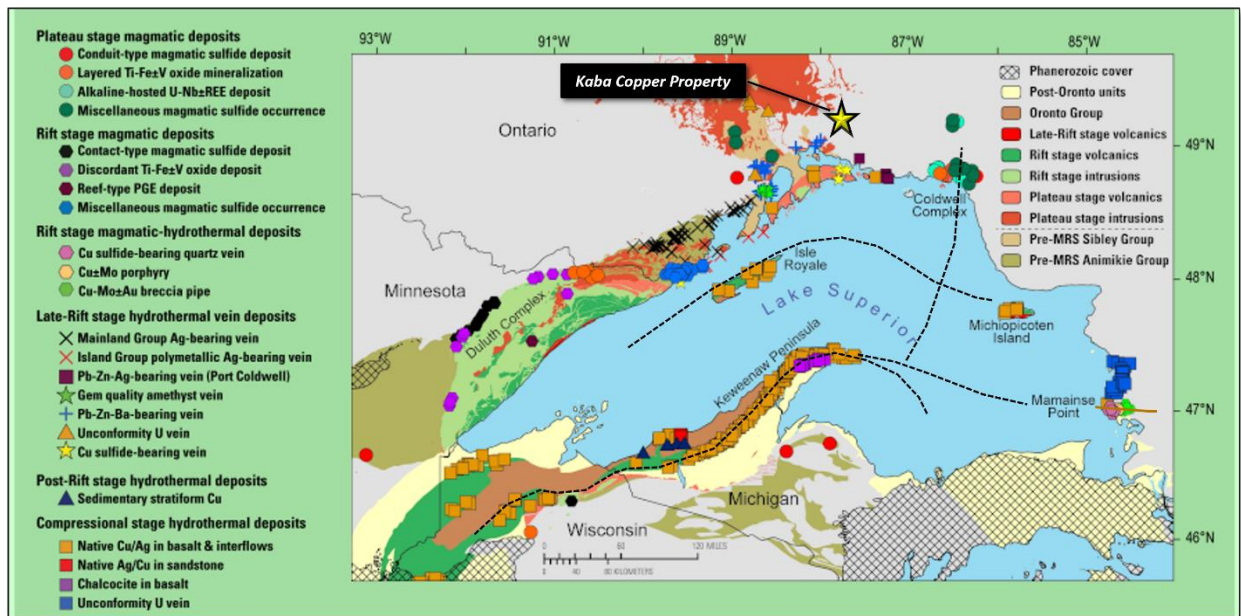 Plateau stage magmatic deposits
Conduit-type magmatic sulfide deposit
Layered Ti-Fe±V oxide mineralization
Alkaline-hosted U-Nb±REE deposit
Miscellaneous magmatic sulfide occurrence
Rift stage magmatic deposits
Contact-type magmatic sulfide deposit
Discordant Ti-Fe±V oxide deposit
Reef-type PGE deposit
Miscellaneous magmatic sulfide occurrence
Rift stage magmatic-hydrothermal deposits
Cu sulfide-bearing quartz vein
Cu±Mo porphyry
Cu-Mo±Au breccia pipe
Late-Rift stage hydrothermal vein deposits
Mainland Group Ag-bearing vein
Island Group polymetallic Ag-bearing vein
Pb-Zn-Ag-bearing vein (Port Coldwell)
Gem quality amethyst vein
Pb-Zn-Ba-bearing vein
Unconformity U vein
Cu sulfide-bearing vein
Post-Rift stage hydrothermal deposits
Sedimentary stratiform Cu
Compressional stage hydrothermal deposits
Native Cu/Ag in basalt & interflows
Native Ag/Cu in sandstone
Chalcocite in basalt
Unconformity U vein
93°W
91°W
89°W
87°W
85°W
Kaba Copper Property
Ontario
Phanerozoic cover
Post-Oronto units
Oronto Group
Late-Rift stage volcanics
Rift stage volcanics
Rift stage intrusions
Plateau stage volcanics
Plateau stage intrusions
Pre-MRS Sibley Group
Pre-MRS Animikie Group
49°N
48°N
47°N
46°N
Coldwell
Complex
Isle
Royale
Minnesota
Duluth Complex
Lake Superior
Michiopicoten
Island
Keweenaw Peninsula
Mamainse
Point
Michigan
Wisconsin
0 60 120 MILES
0 40 80 KILOMETERS